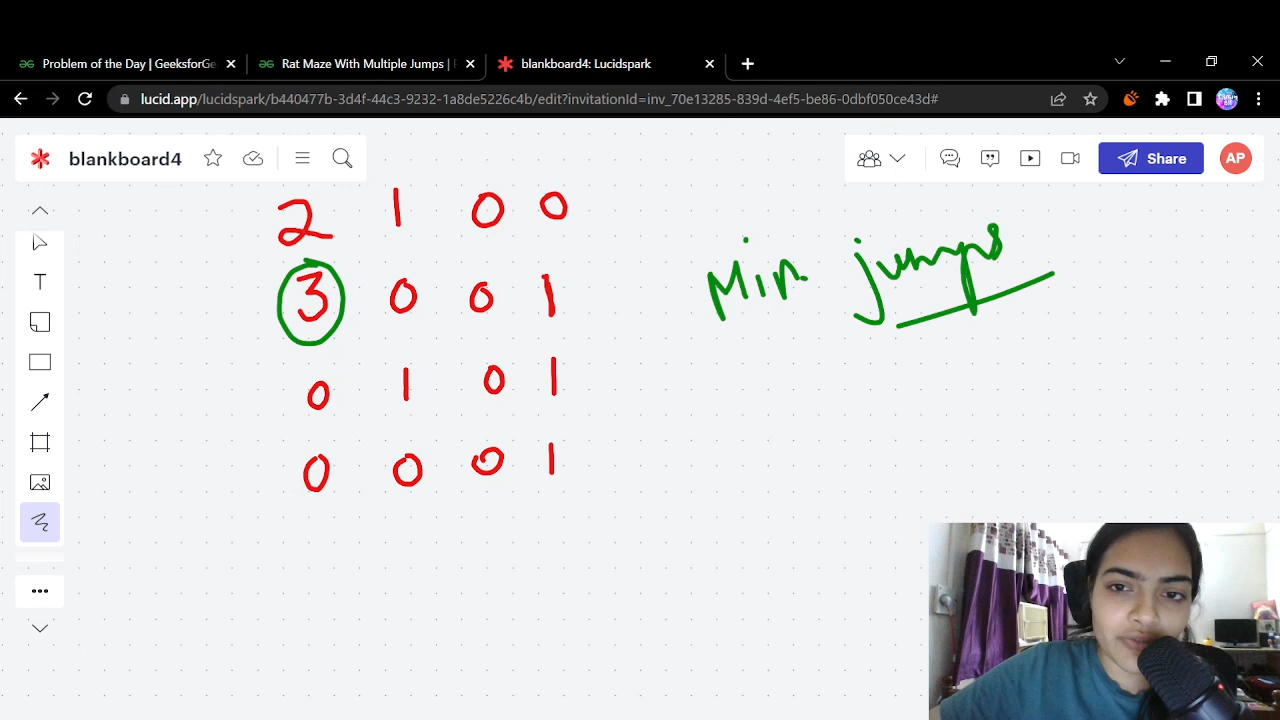 Problem of the Day | GeeksforGe
Rat Maze With Multiple Jumps |
blankboard4: Lucidspark
lucid.app/lucidspark/b440477b-3d4f-44c3-9232-1a8de5226c4b/edit?invitationId=inv_70e13285-839d-4ef5-be86-0dbf050ce43d#
blankboard4
Share
AP
2 1 0 0
3 0 0 1
0 1 0 1
0 0 0 1
Min. jumps
T